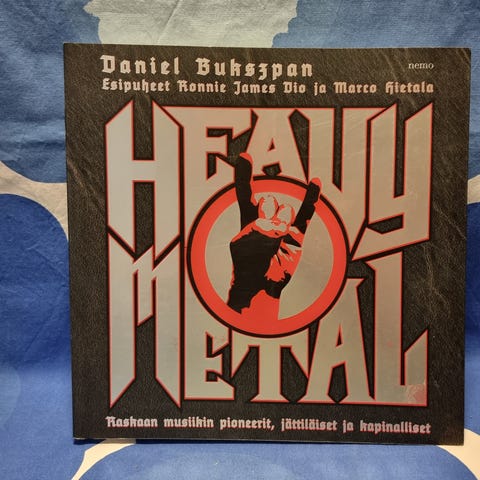 Daniel Bukszpan
nemo
Esipuheet Ronnie James Dio ja Marco Hietala
HEAVY
METAL
Raskaan musiikin pioneerit, jättiläiset ja kapinalliset